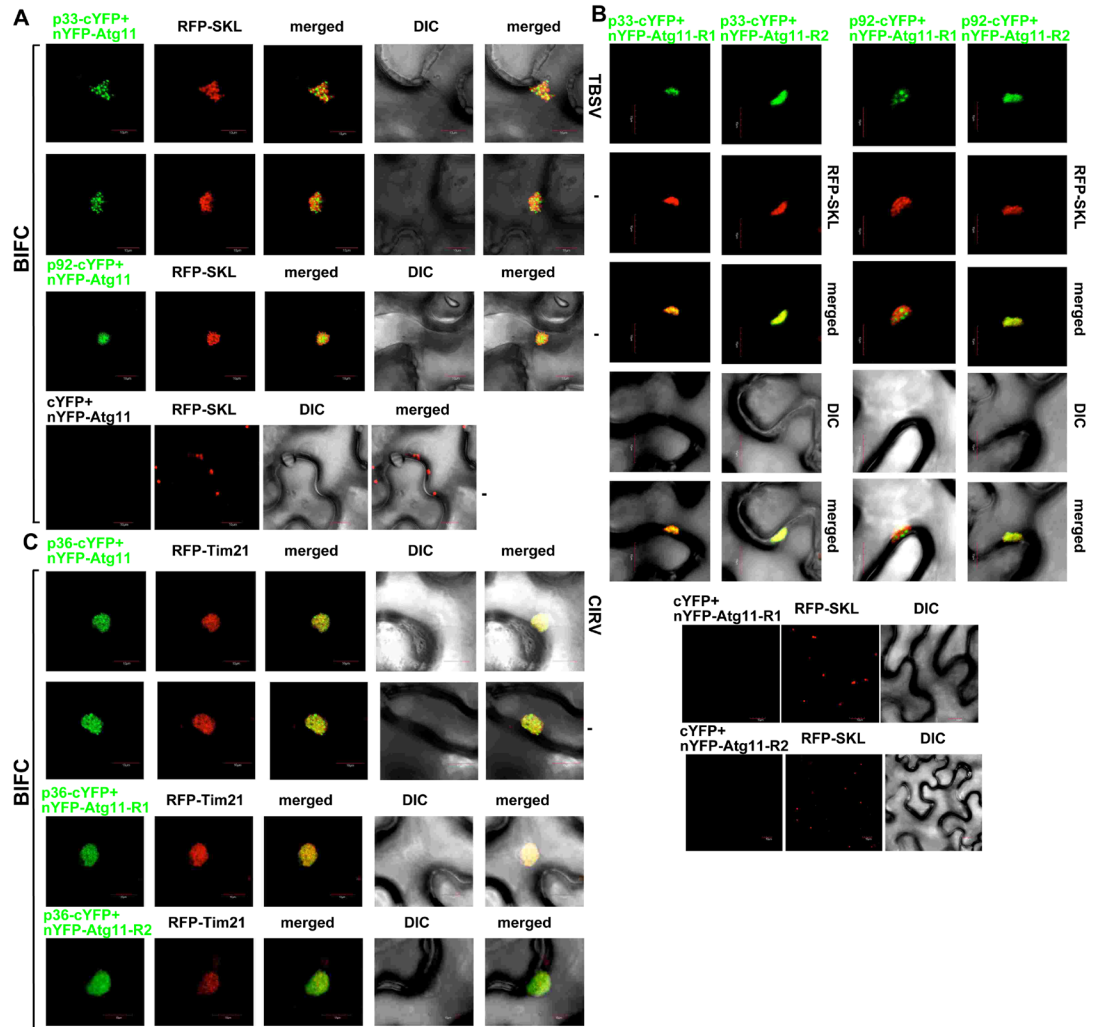 A
p33-cYFP+
nYFP-Atg11
RFP-SKL
merged
DIC
merged
TBSV
-
BIFC
p92-cYFP+
nYFP-Atg11
RFP-SKL
merged
DIC
merged
-
cYFP+
nYFP-Atg11
RFP-SKL
DIC
merged
-
B
p33-cYFP+
nYFP-Atg11-R1
p33-cYFP+
nYFP-Atg11-R2
p92-cYFP+
nYFP-Atg11-R1
p92-cYFP+
nYFP-Atg11-R2
RFP-SKL
RFP-SKL
merged
merged
DIC
DIC
merged
merged
cYFP+
nYFP-Atg11-R1
RFP-SKL
DIC
cYFP+
nYFP-Atg11-R2
RFP-SKL
DIC
C
p36-cYFP+
nYFP-Atg11
RFP-Tim21
merged
DIC
merged
CIRV
-
BIFC
p36-cYFP+
nYFP-Atg11-R1
RFP-Tim21
merged
DIC
merged
p36-cYFP+
nYFP-Atg11-R2
RFP-Tim21
merged
DIC
merged